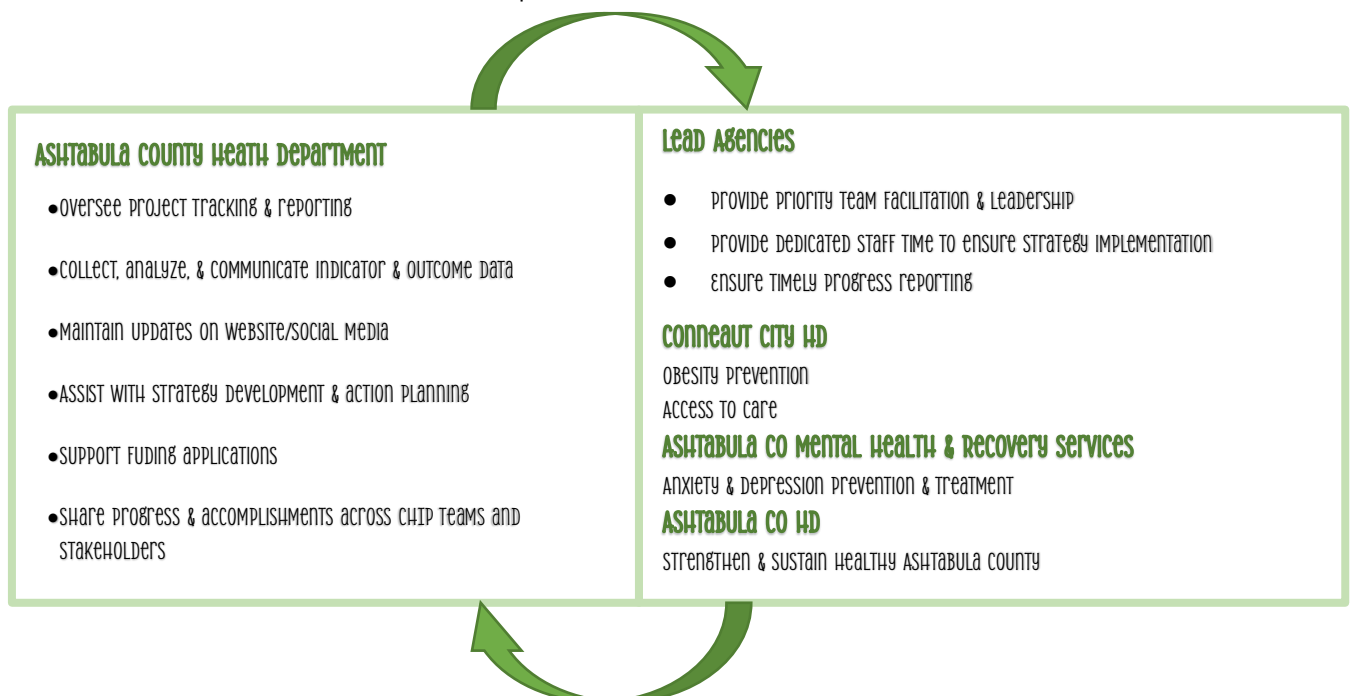 Ashtabula County Heath Department
•Oversee project tracking & reporting
•Collect, analyze, & communicate indicator & outcome data
•Maintain updates on website/social media
•Assist with strategy development & action planning
•Support fuding applications
•Share progress & accomplishments across CHIP teams and
stakeholders
Lead Agencies
• Provide priority team facilitation & leadership
• Provide dedicated staff time to ensure strategy implementation
• Ensure timely progress reporting
Conneaut City HD
Obesity Prevention
Access to Care
Ashtabula Co Mental Health & Recovery Services
Anxiety & Depression Prevention & Treatment
Ashtabula Co HD
Strengthen & Sustain Healthy Ashtabula County